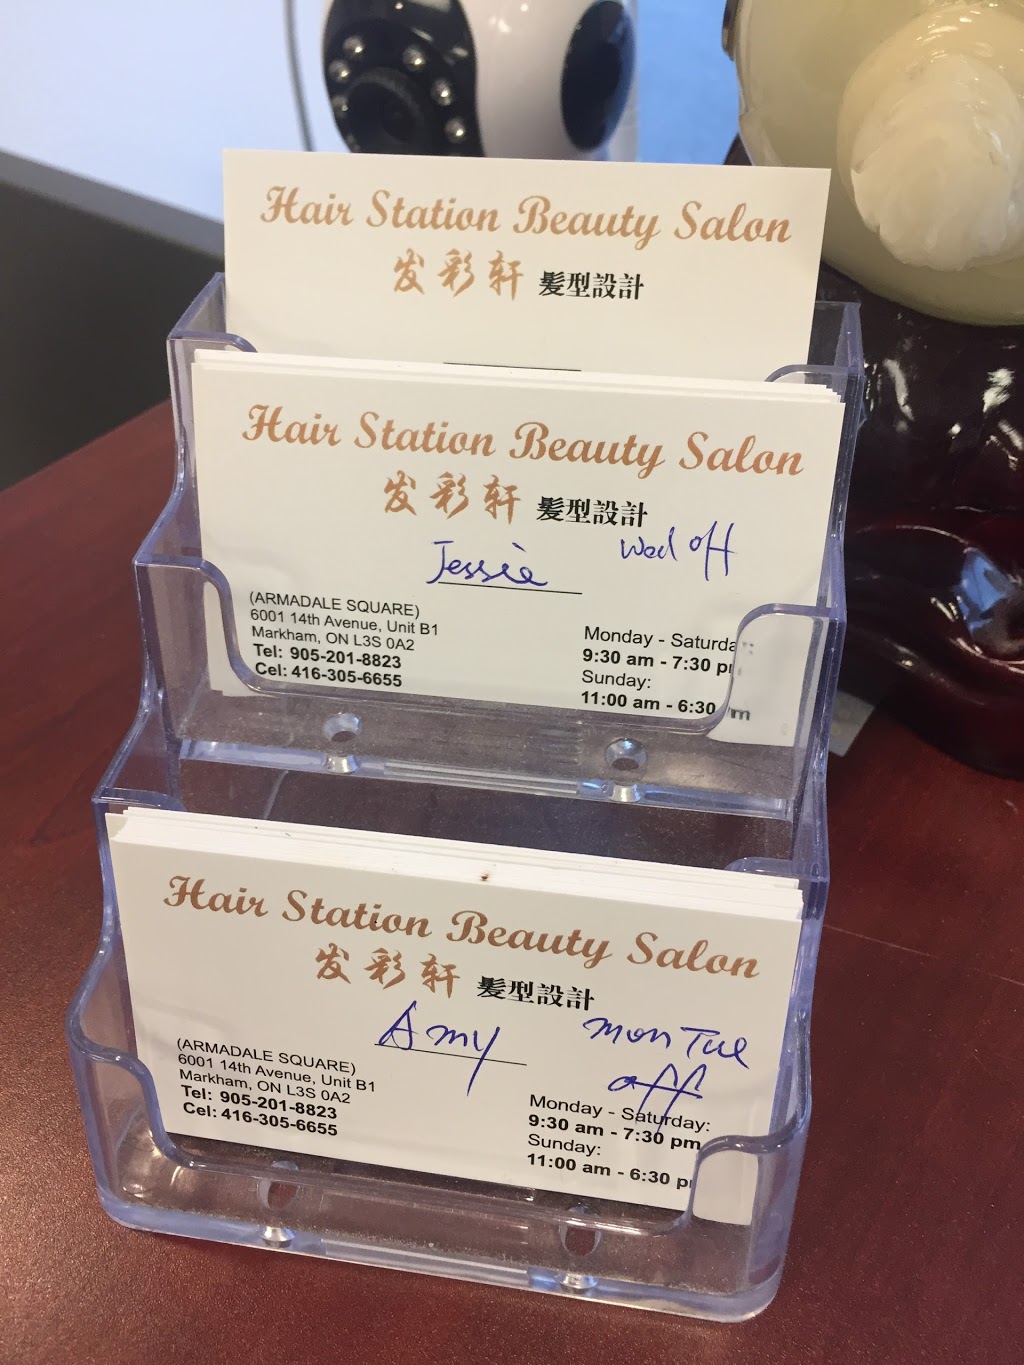 Hair Station Beauty Salon
发彩轩 髮型設計
Hair Station Beauty Salon
发彩轩 髮型設計
Jessie
Wed off
(ARMADALE SQUARE)
6001 14th Avenue, Unit B1
Markham, ON L3S 0A2
Tel: 905-201-8823
Cel: 416-305-6655
Monday - Saturda
9:30 am - 7:30 p
Sunday:
11:00 am - 6:30 pm
Hair Station Beauty Salon
发彩轩 髮型設計
Amy
Mon Tue
off
(ARMADALE SQUARE)
6001 14th Avenue, Unit B1
Markham, ON L3S 0A2
Tel: 905-201-8823
Cel: 416-305-6655
Monday - Saturday:
9:30 am - 7:30 pm
Sunday:
11:00 am - 6:30 p